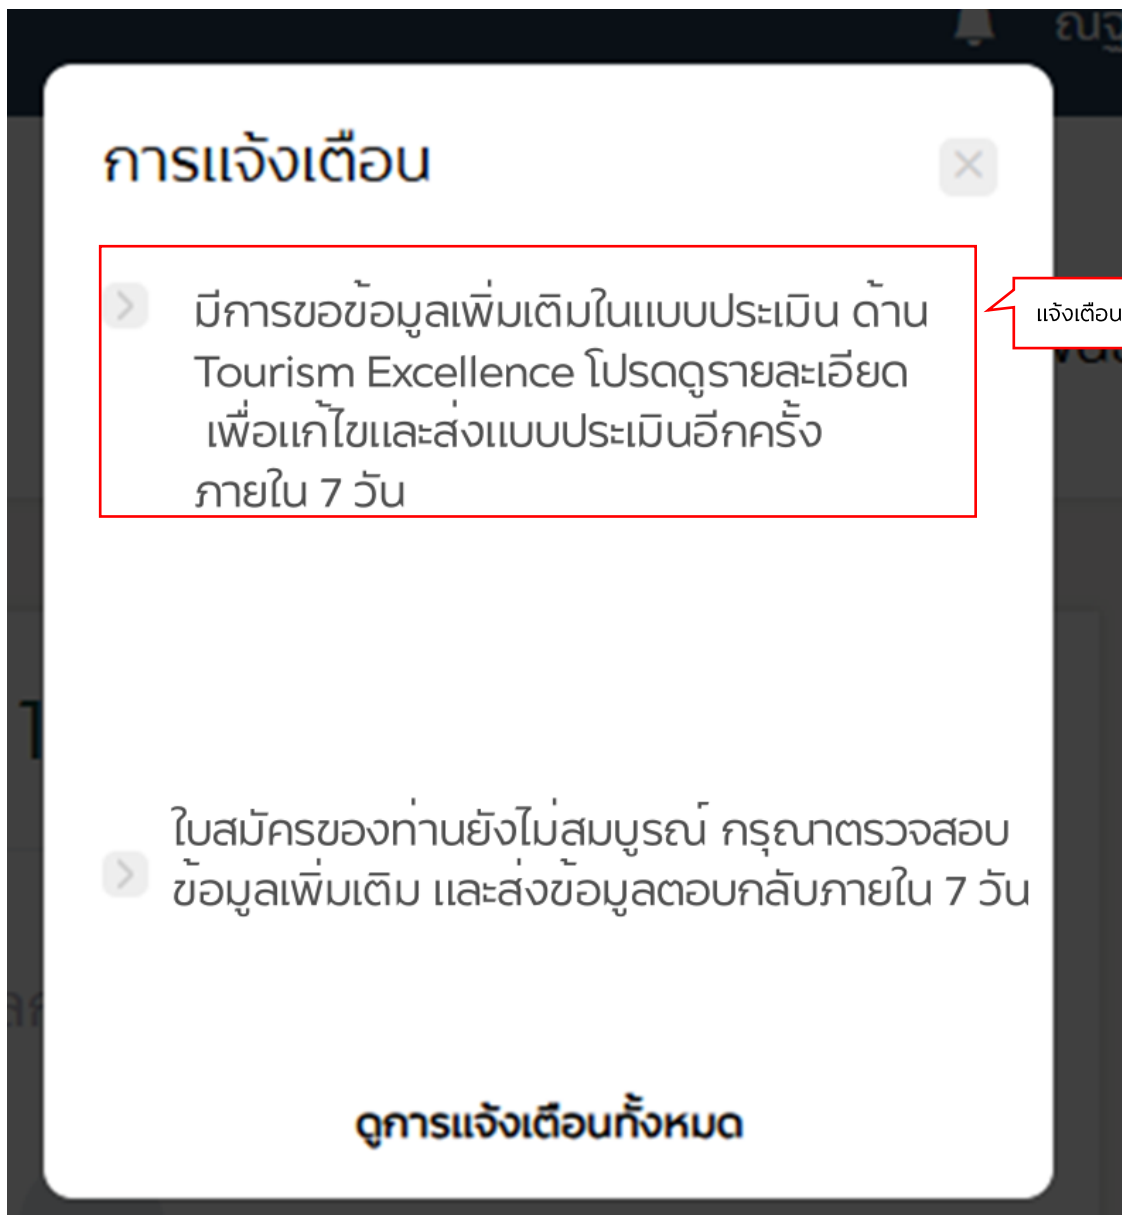 การแจ้งเตือน
มีการขอข้อมูลเพิ่มเติมในแบบประเมิน ด้าน
Tourism Excellence โปรดดูรายละเอียด
เพื่อแก้ไขและส่งแบบประเมินอีกครั้ง
ภายใน 7 วัน
แจ้งเตือน
ใบสมัครของท่านยังไม่สมบูรณ์ กรุณาตรวจสอบ
ข้อมูลเพิ่มเติม และส่งข้อมูลตอบกลับภายใน 7 วัน
ดูการแจ้งเตือนทั้งหมด